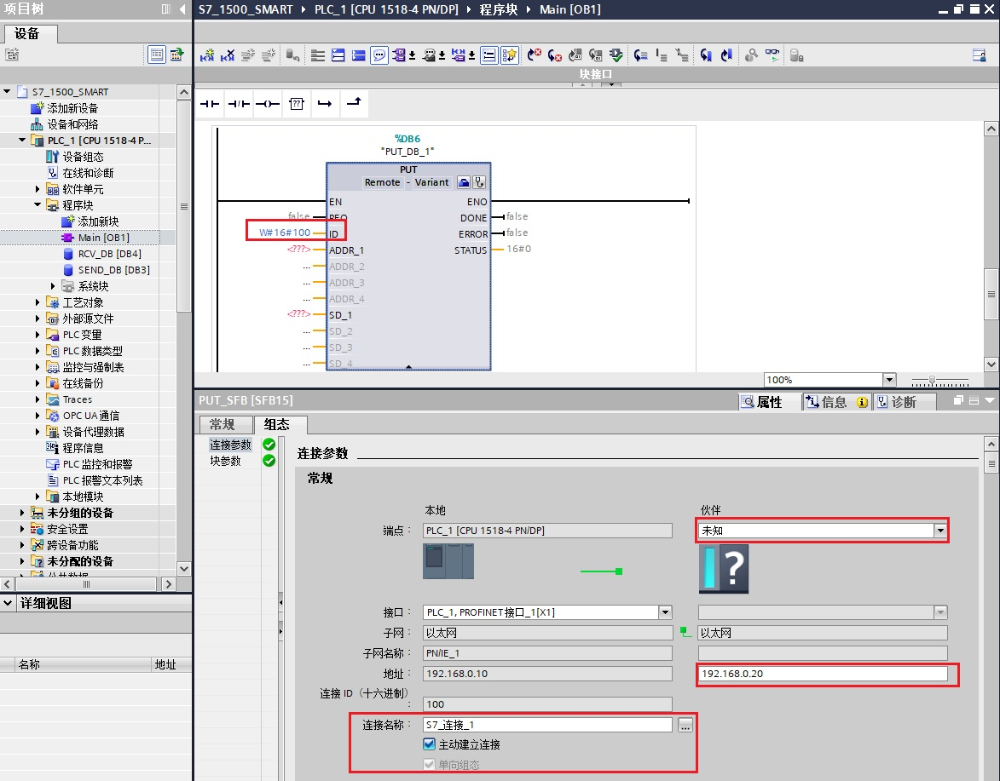 项目树
S7_1500_SMART ▸ PLC_1 [CPU 1518-4 PN/DP] ▸ 程序块 ▸ Main [OB1]
设备
块接口
S7_1500_SMART
添加新设备
设备和网络
PLC_1 [CPU 1518-4 P...
设备组态
在线和诊断
软件单元
程序块
添加新块
Main [OB1]
RCV_DB [DB4]
SEND_DB [DB3]
系统块
工艺对象
外部源文件
PLC 变量
PLC 数据类型
监控与强制表
在线备份
Traces
OPC UA 通信
设备代理数据
程序信息
PLC 监控和报警
PLC 报警文本列表
本地模块
未分组的设备
安全设置
跨设备功能
未分配的设备
公共数据
详细视图
名称 地址
??
%DB6
"PUT_DB_1"
PUT
Remote - Variant
EN ENO
false REQ DONE false
W#16#100 ID ERROR false
<???> ADDR_1 STATUS 16#0
... ADDR_2
... ADDR_3
... ADDR_4
<???> SD_1
... SD_2
... SD_3
... SD_4
100%
PUT_SFB [SFB15]
属性 信息 诊断
常规 组态
连接参数
块参数
连接参数
常规
本地 伙伴
端点： PLC_1 [CPU 1518-4 PN/DP] 未知
?
接口： PLC_1, PROFINET接口_1[X1]
子网： 以太网 以太网
子网名称： PN/IE_1
地址： 192.168.0.10 192.168.0.20
连接 ID（十六进制）
： 100
连接名称： S7_连接_1 ...
主动建立连接
单向组态